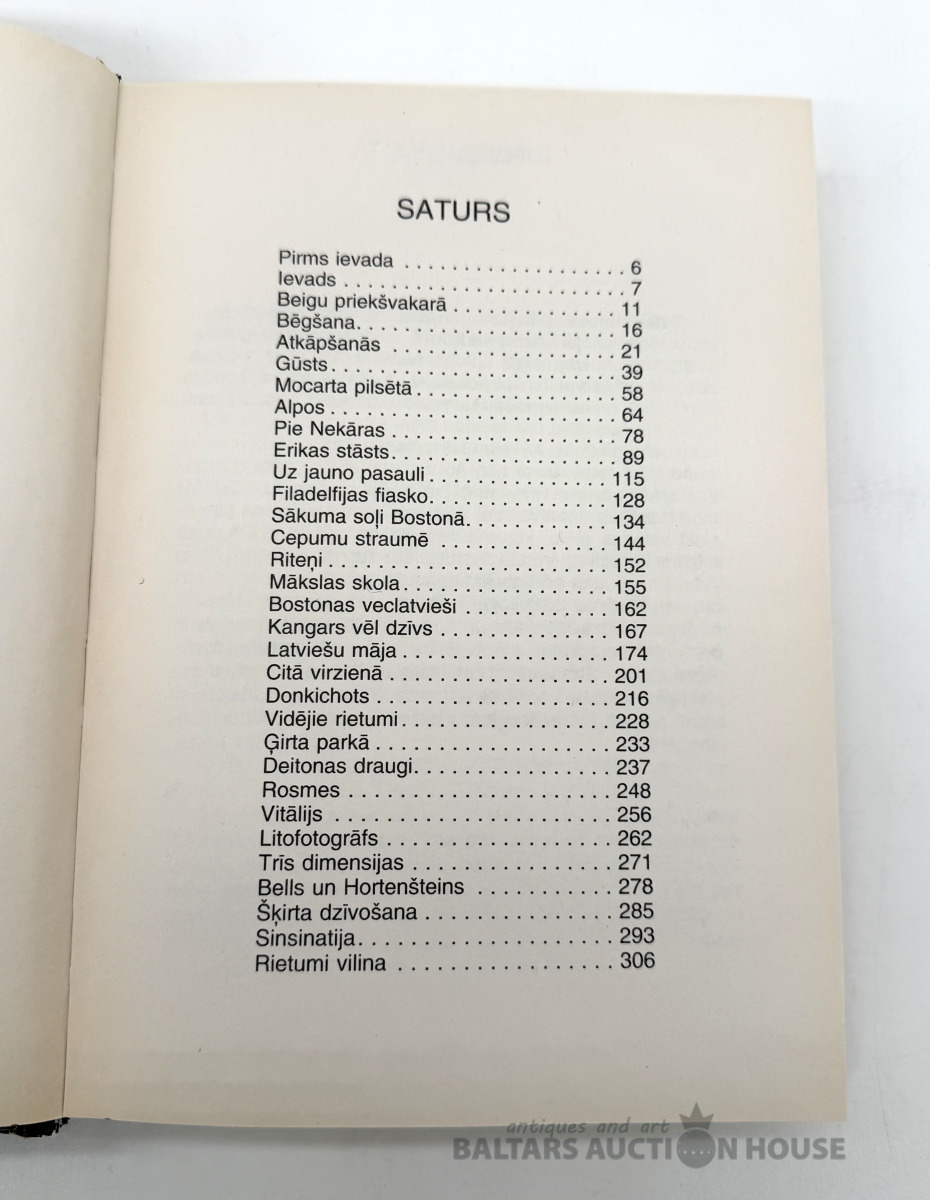 SATURS
Pirms ievada . . . . . . . . . . . . . . . . . . . 6
Ievads . . . . . . . . . . . . . . . . . . . . . . . . 7
Beigu priekšvakarā . . . . . . . . . . . . . . 11
Bēgšana. . . . . . . . . . . . . . . . . . . . . . 16
Atkāpšanās . . . . . . . . . . . . . . . . . . . 21
Gūsts . . . . . . . . . . . . . . . . . . . . . . . . 39
Mocarta pilsētā . . . . . . . . . . . . . . . . . 58
Alpos . . . . . . . . . . . . . . . . . . . . . . . . 64
Pie Nekāras . . . . . . . . . . . . . . . . . . . 78
Erikas stāsts. . . . . . . . . . . . . . . . . . . 89
Uz jauno pasauli . . . . . . . . . . . . . . . 115
Filadelfijas fiasko. . . . . . . . . . . . . . . 128
Sākuma soļi Bostonā. . . . . . . . . . . . 134
Cepumu straumē . . . . . . . . . . . . . . 144
Riteņi . . . . . . . . . . . . . . . . . . . . . . . 152
Mākslas skola . . . . . . . . . . . . . . . . . 155
Bostonas veclatvieši . . . . . . . . . . . . 162
Kangars vēl dzīvs . . . . . . . . . . . . . . 167
Latviešu māja . . . . . . . . . . . . . . . . . 174
Citā virzienā . . . . . . . . . . . . . . . . . . 201
Donkichots . . . . . . . . . . . . . . . . . . . 216
Vidējie rietumi . . . . . . . . . . . . . . . . . 228
Ģirta parkā . . . . . . . . . . . . . . . . . . . 233
Deitonas draugi. . . . . . . . . . . . . . . . 237
Rosmes . . . . . . . . . . . . . . . . . . . . . 248
Vitālijs . . . . . . . . . . . . . . . . . . . . . . 256
Litofotogrāfs . . . . . . . . . . . . . . . . . . 262
Trīs dimensijas . . . . . . . . . . . . . . . . 271
Bells un Hortenšteins . . . . . . . . . . . 278
Šķirta dzīvošana . . . . . . . . . . . . . . . 285
Sinsinatija. . . . . . . . . . . . . . . . . . . . 293
Rietumi vilina . . . . . . . . . . . . . . . . . 306
antiques and art
BALTARS AUCTION HOUSE